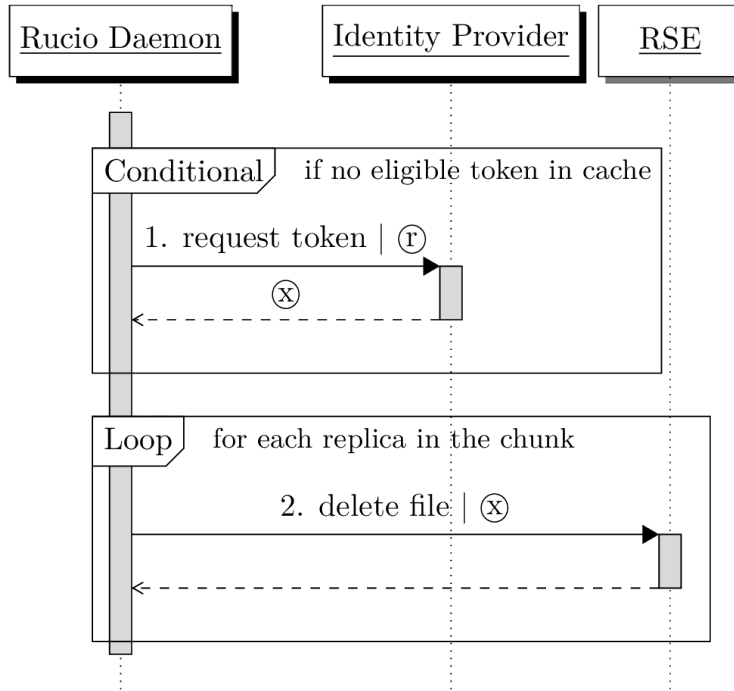 Rucio Daemon
Identity Provider
RSE
Conditional
if no eligible token in cache
1. request token | ⓡ
ⓧ
Loop
for each replica in the chunk
2. delete file | ⓧ